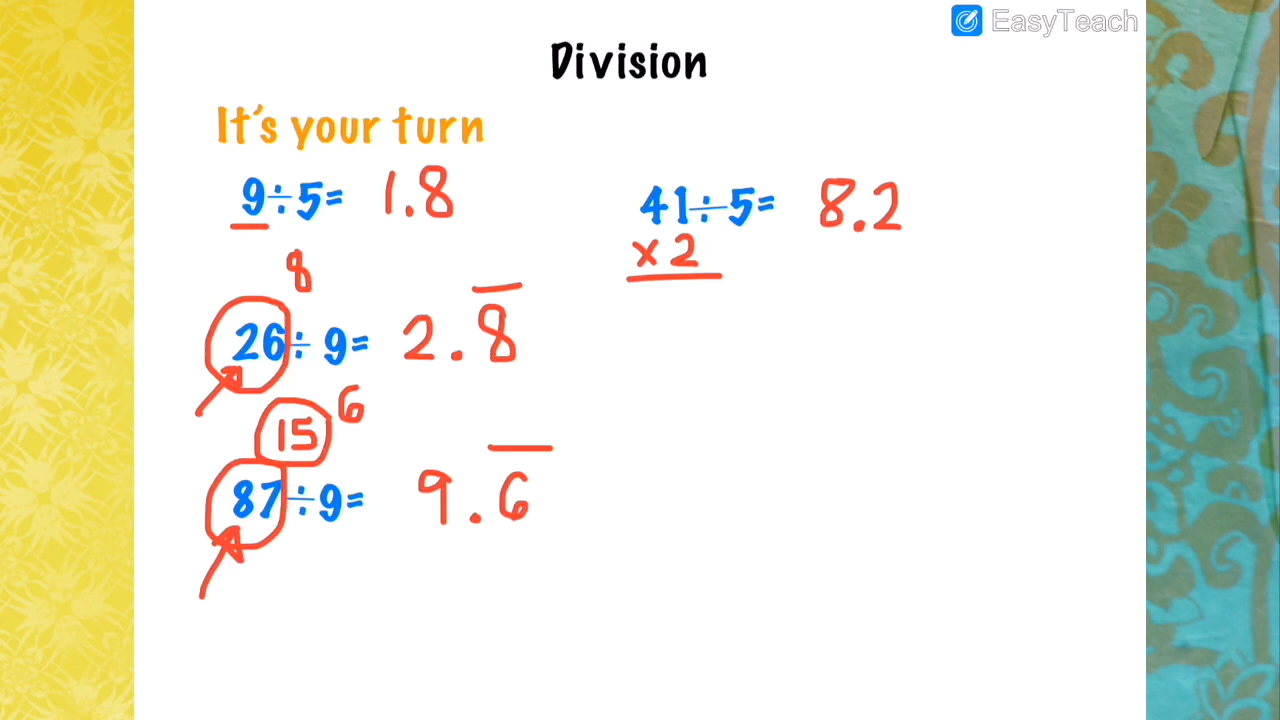 EasyTeach
Division
It's your turn
9÷5= 1.8
8
26÷9= 2.8̅
15 6
87÷9= 9.6̅
41÷5= 8.2
×2